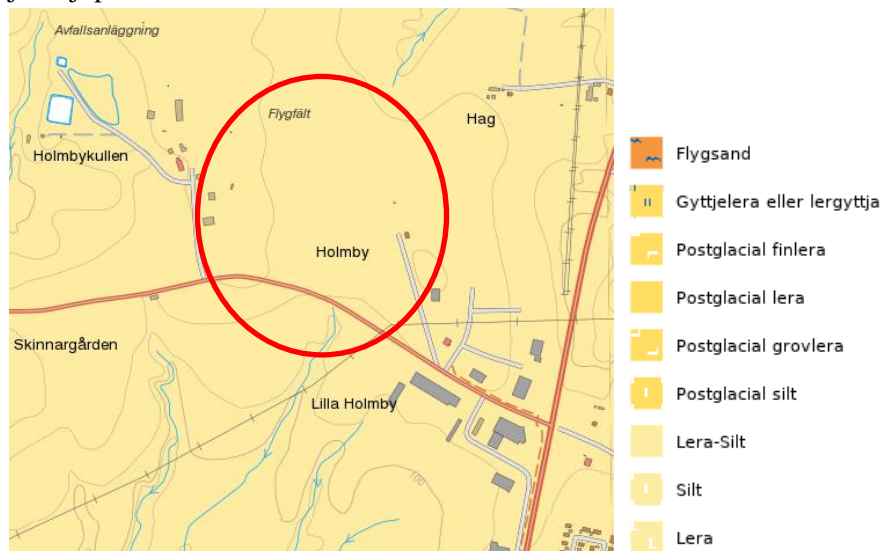 Avfallsanläggning
Flygfält
Hag
Holmbykullen
Holmby
Skinnargården
Lilla Holmby
100
Flygsand
Gyttjelera eller lergyttja
Postglacial finlera
Postglacial lera
Postglacial grovlera
Postglacial silt
Lera-Silt
Silt
Lera